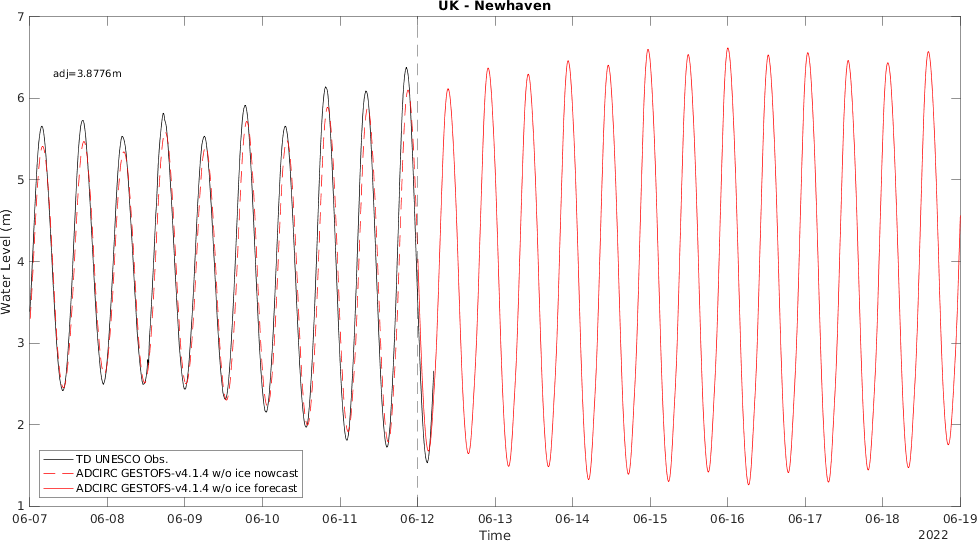 UK - Newhaven
7
6
5
4
3
2
1
Water Level (m)
adj=3.8776m
TD UNESCO Obs.
ADCIRC GESTOFS-v4.1.4 w/o ice nowcast
ADCIRC GESTOFS-v4.1.4 w/o ice forecast
06-07 06-08 06-09 06-10 06-11 06-12 06-13 06-14 06-15 06-16 06-17 06-18 06-19
Time
2022